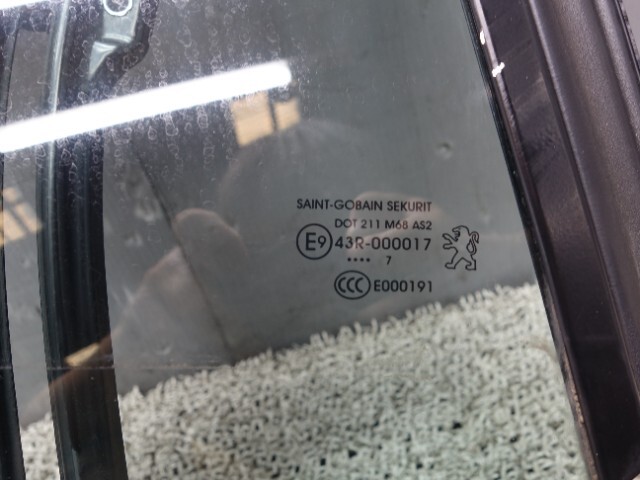 SAINT-GOBAIN SEKURIT
DOT 211 M68 AS2
E9 43R-000017
•••• 7
CCC E000191